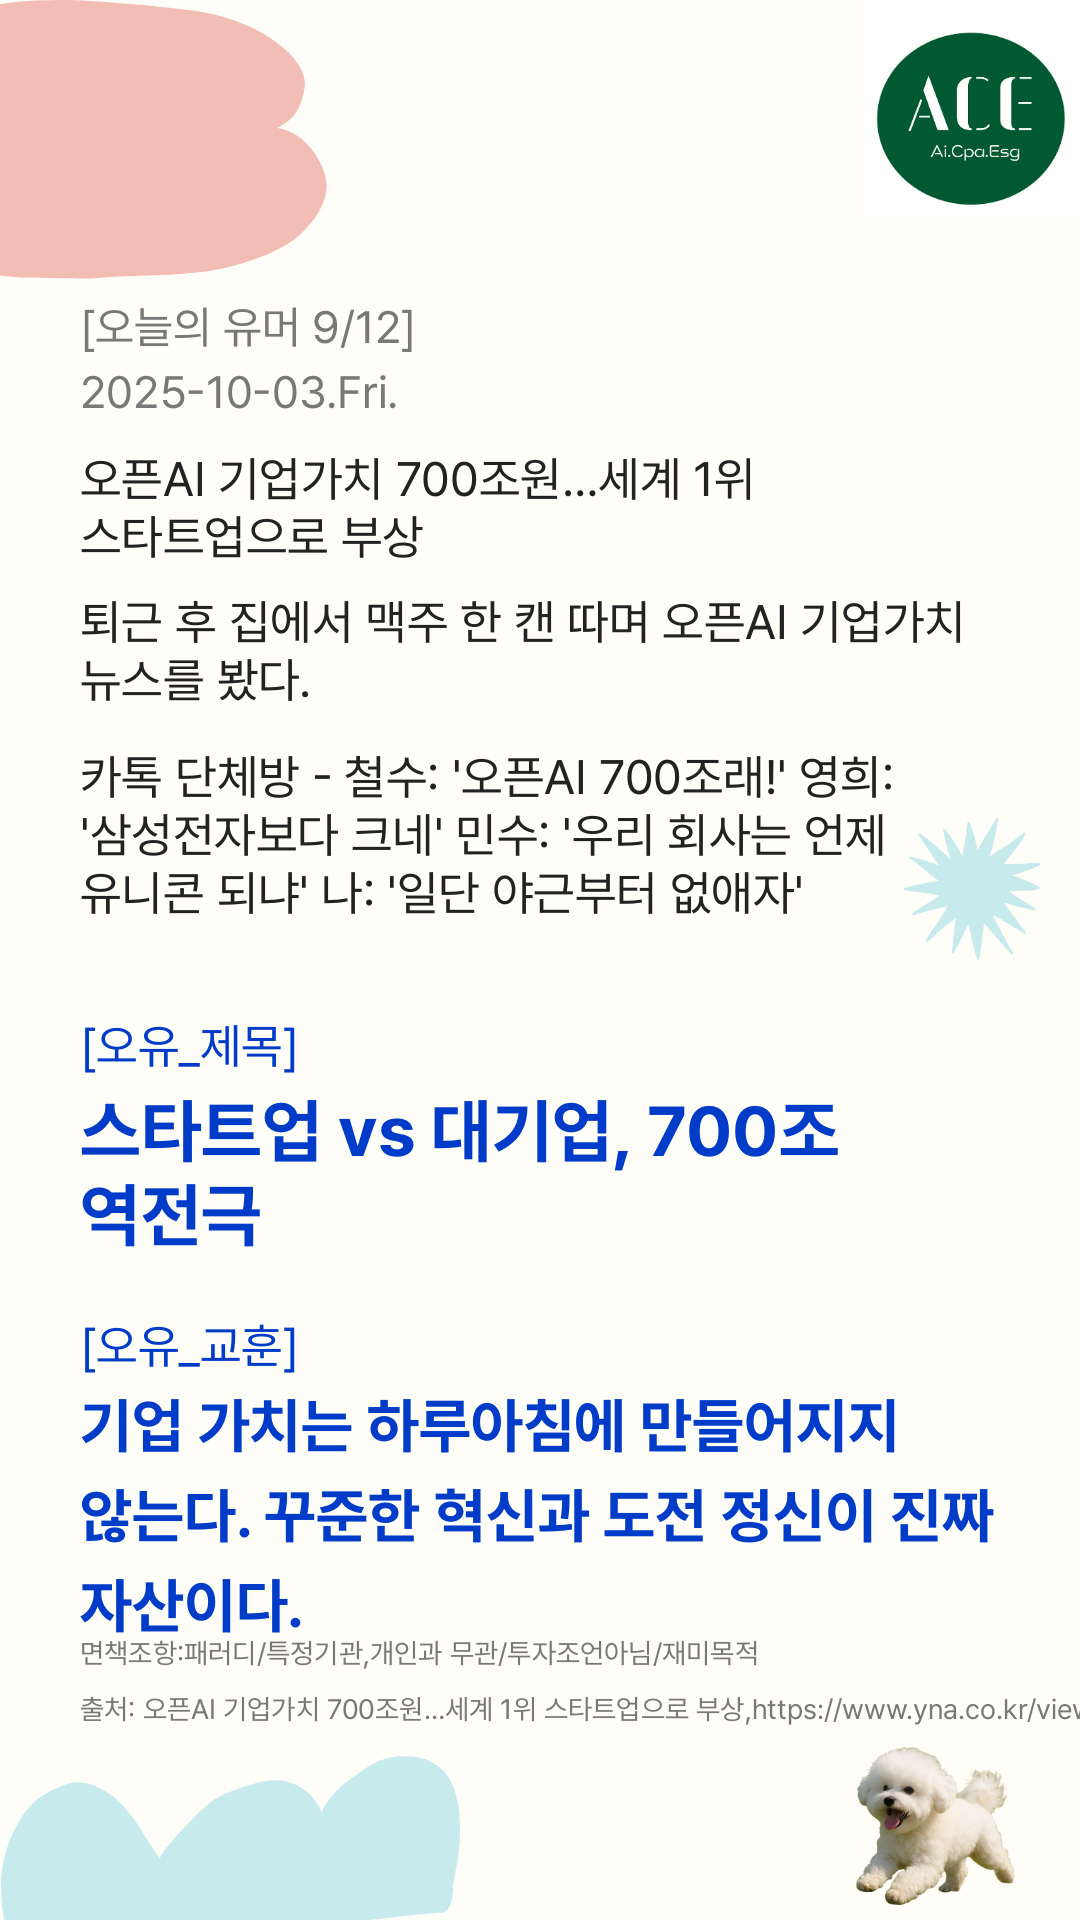 ACE
Ai.Cpa.Esg
[오늘의 유머 9/12]
2025-10-03.Fri.
오픈AI 기업가치 700조원...세계 1위
스타트업으로 부상
퇴근 후 집에서 맥주 한 캔 따며 오픈AI 기업가치
뉴스를 봤다.
카톡 단체방 - 철수: '오픈AI 700조래!' 영희:
'삼성전자보다 크네' 민수: '우리 회사는 언제
유니콘 되냐' 나: '일단 야근부터 없애자'
[오유_제목]
스타트업 vs 대기업, 700조
역전극
[오유_교훈]
기업 가치는 하루아침에 만들어지지
않는다. 꾸준한 혁신과 도전 정신이 진짜
자산이다.
면책조항:패러디/특정기관,개인과 무관/투자조언아님/재미목적
출처: 오픈AI 기업가치 700조원...세계 1위 스타트업으로 부상,https://www.yna.co.kr/view